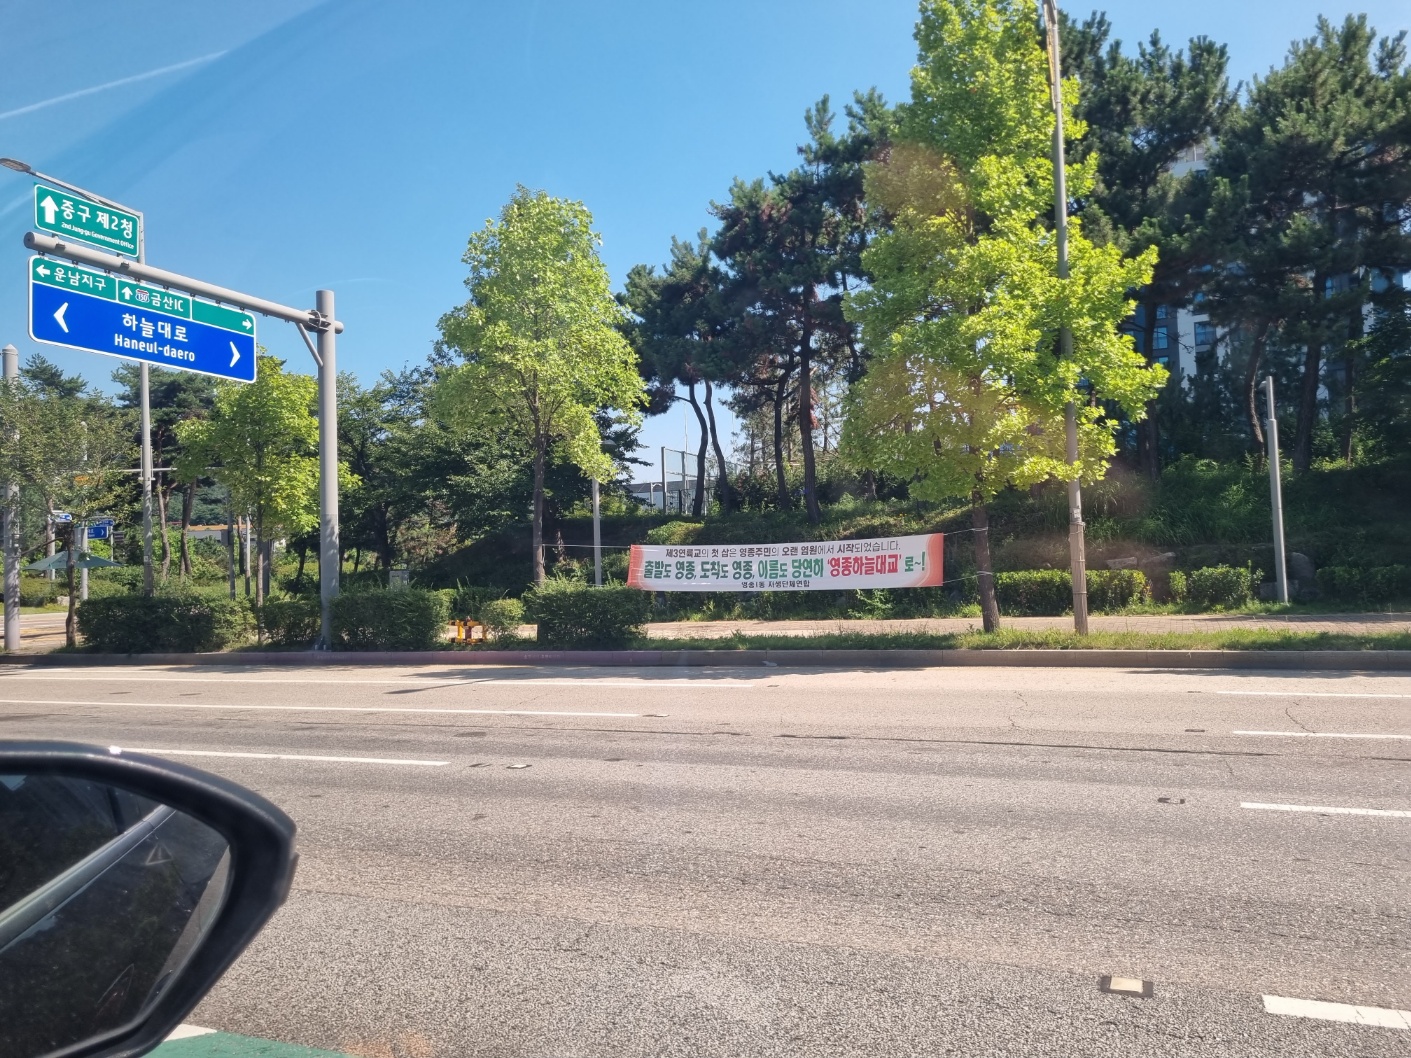 중구 제2청
2nd Jung-gu Government Office
운남지구
금산IC
하늘대로
Haneul-daero
제3연륙교의 첫 삽은 영종주민의 오랜 염원에서 시작되었습니다.
출발도 영종, 도착도 영종, 이름도 당연히 '영종하늘대교'로~!
영종1동 자생단체연합